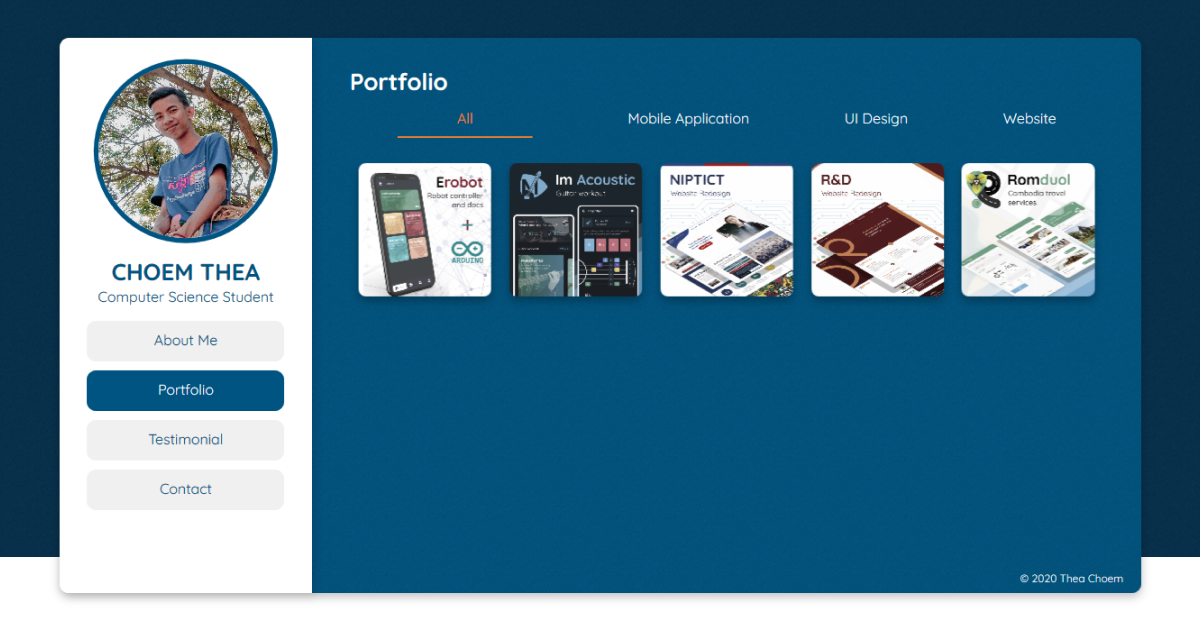 CHOEM THEA
Computer Science Student
About Me
Portfolio
Testimonial
Contact
Portfolio
All
Mobile Application
UI Design
Website
Erobot
Robot controller
and docs
+
ARDUINO
Im Acoustic
Guitar workout
NIPTICT
Website Redesign
R&D
Website Redesign
Romduol
Cambodia travel
services
© 2020 Thea Choem